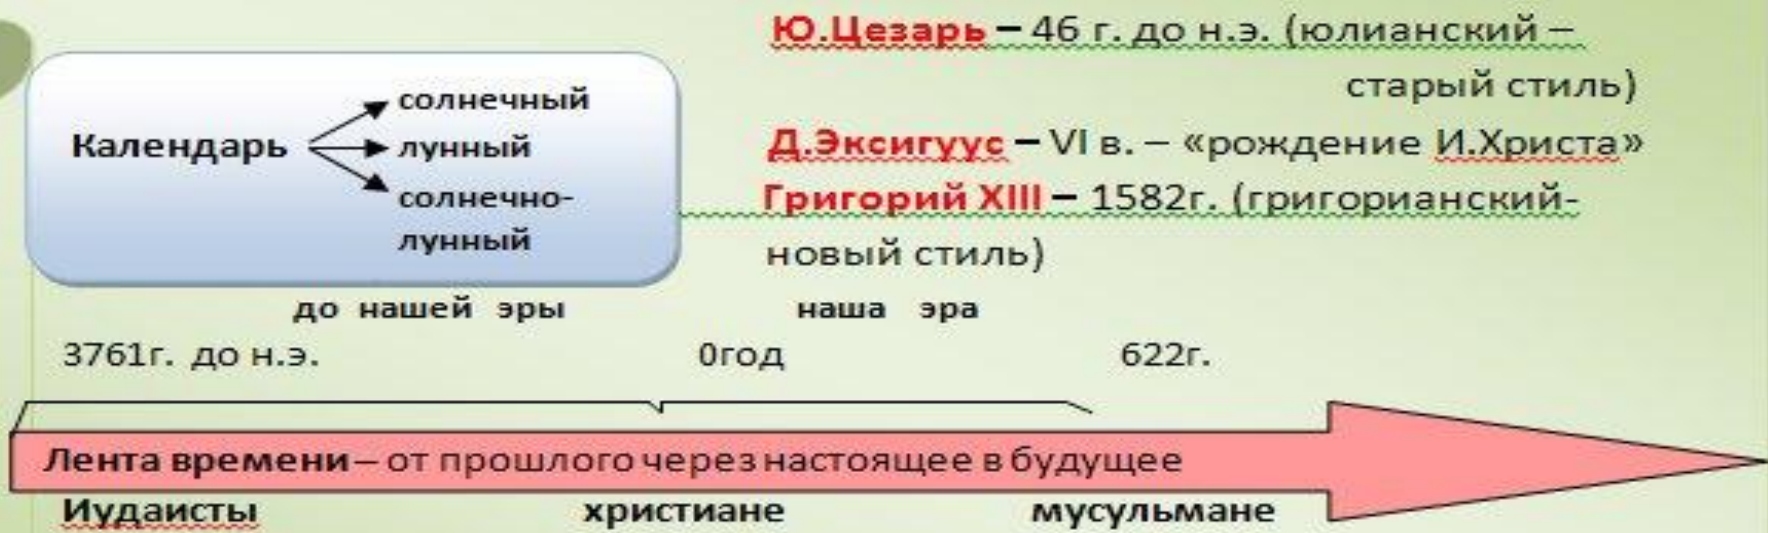 Календарь
солнечный
лунный
солнечно-
лунный
Ю.Цезарь – 46 г. до н.э. (юлианский –
старый стиль)
Д.Эксигуус – VI в. – «рождение И.Христа»
Григорий XIII – 1582г. (григорианский-
новый стиль)
до нашей эры наша эра
3761г. до н.э. 0год 622г.
Лента времени – от прошлого через настоящее в будущее
Иудаисты христиане мусульмане